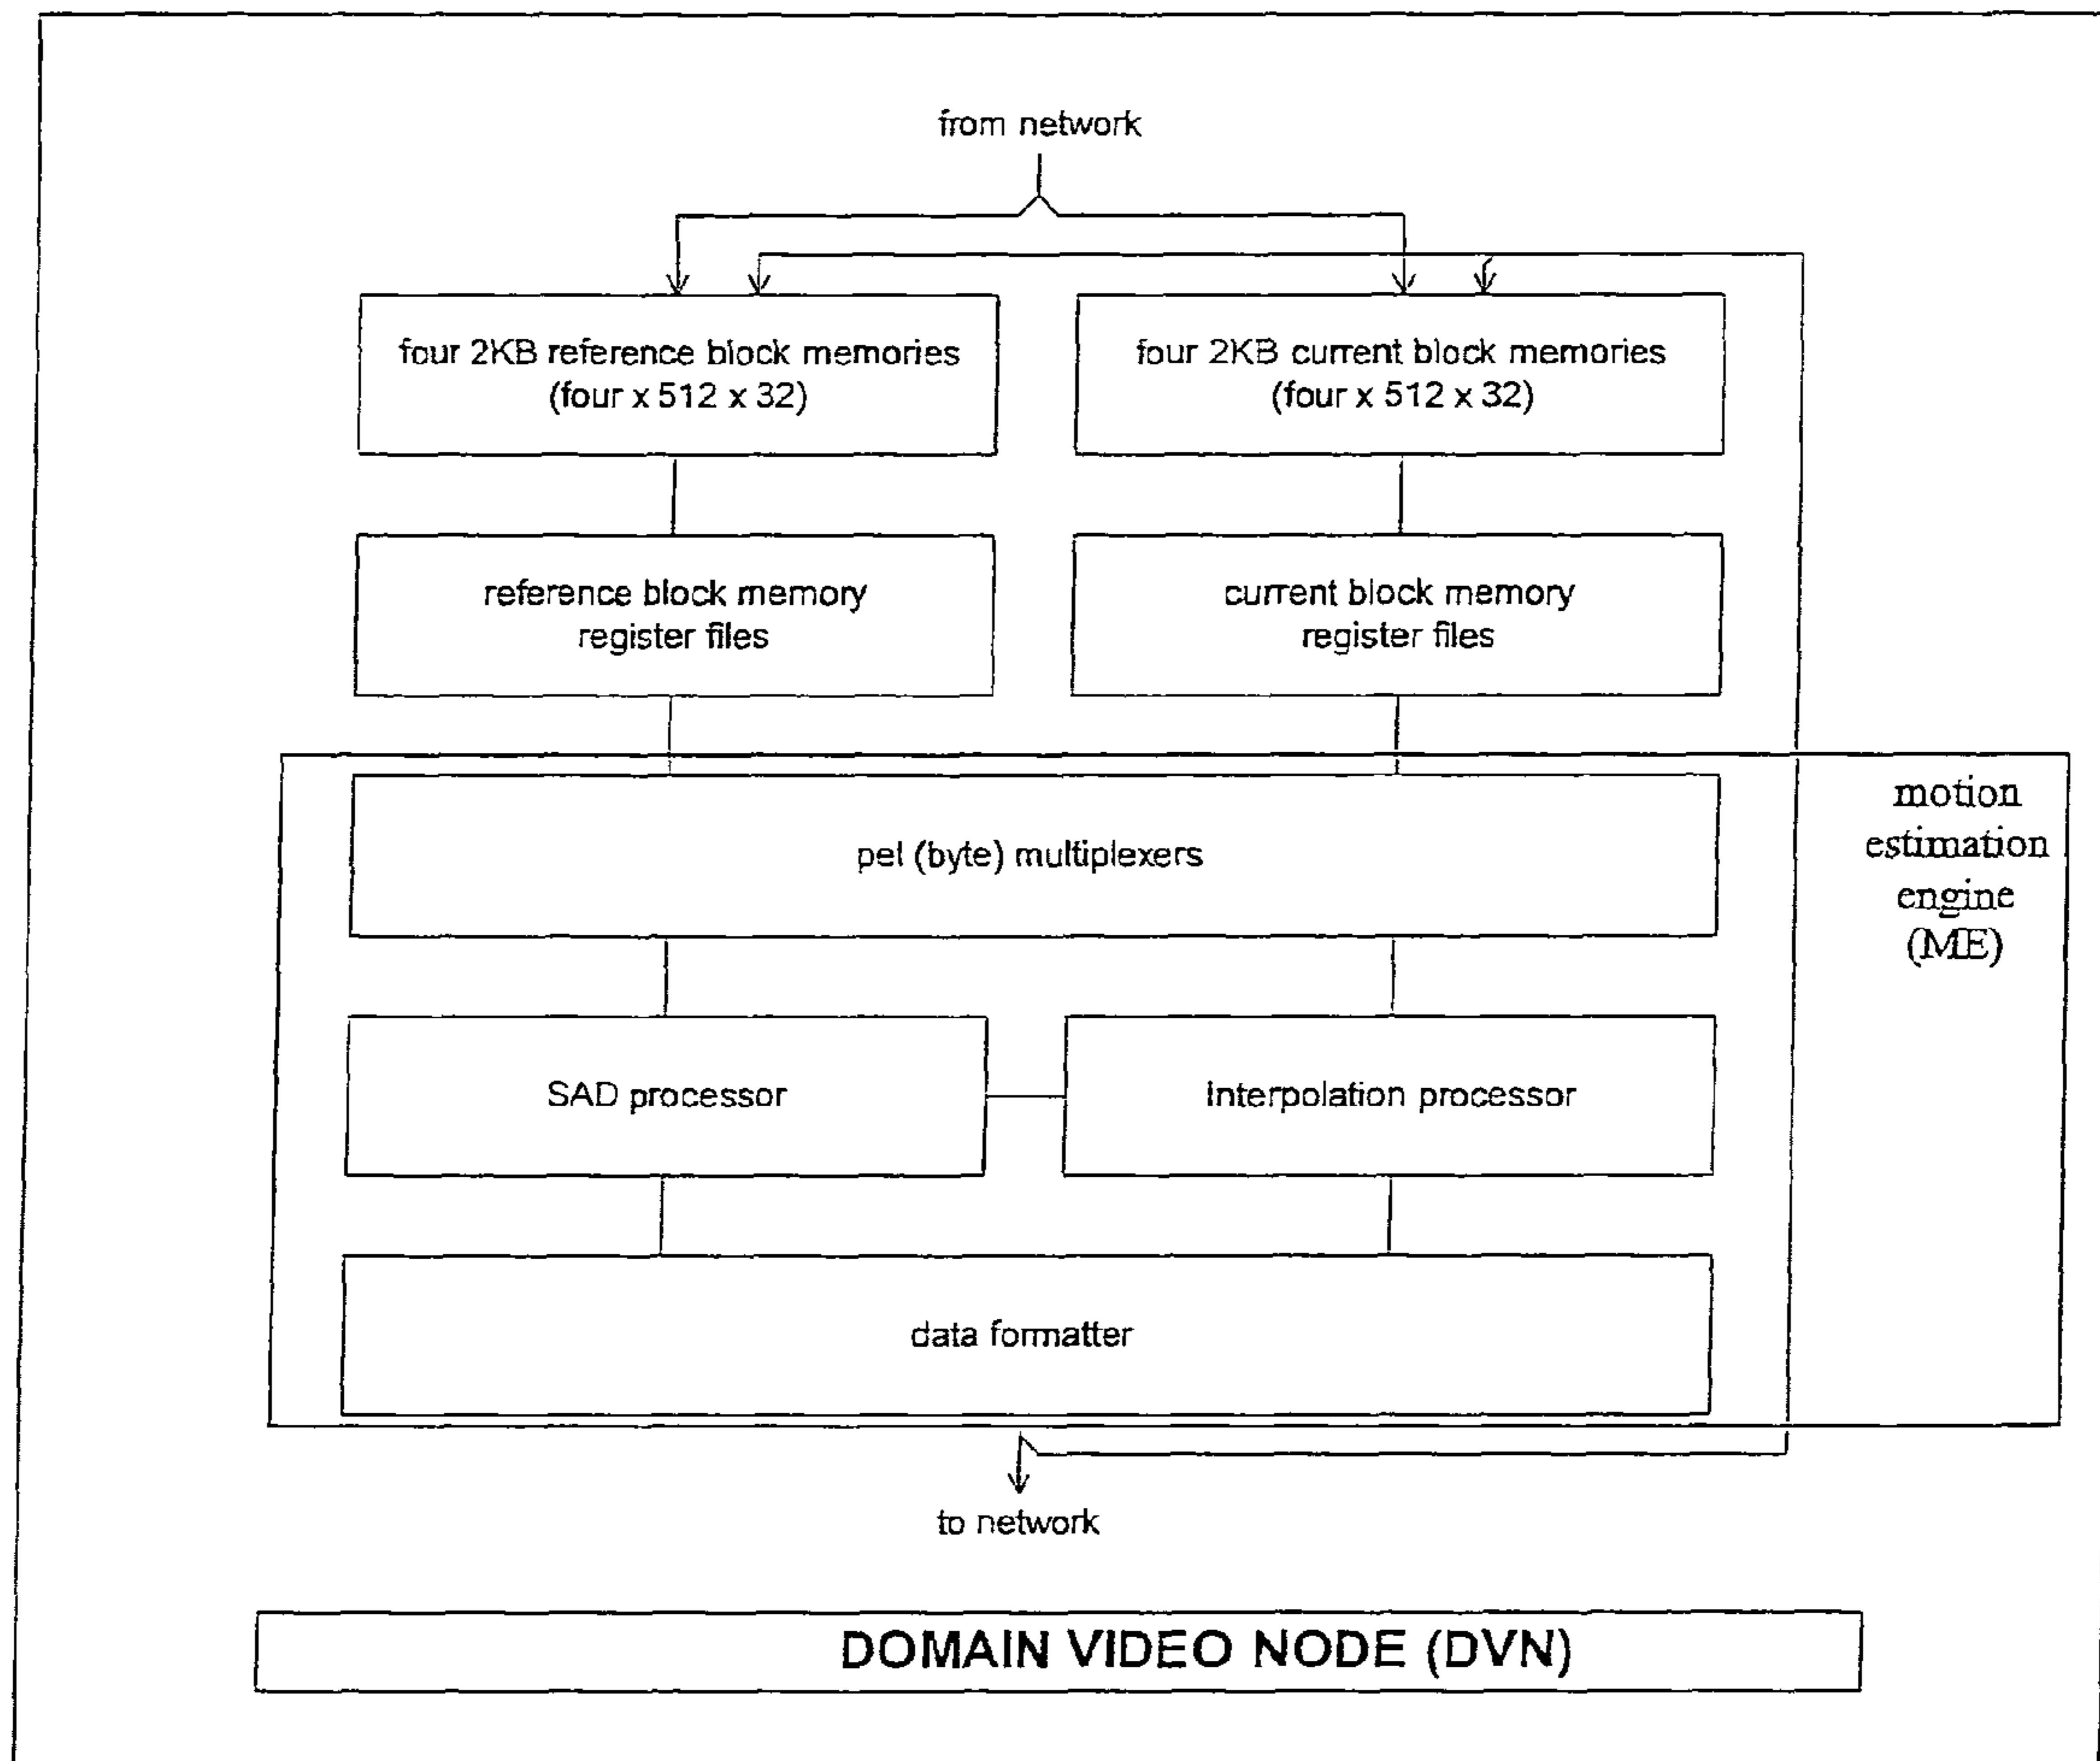 from network
four 2KB reference block memories
(four x 512 x 32)
four 2KB current block memories
(four x 512 x 32)
reference block memory
register files
current block memory
register files
pel (byte) multiplexers
motion
estimation
engine
(ME)
SAD processor
Interpolation processor
data formatter
to network
DOMAIN VIDEO NODE (DVN)